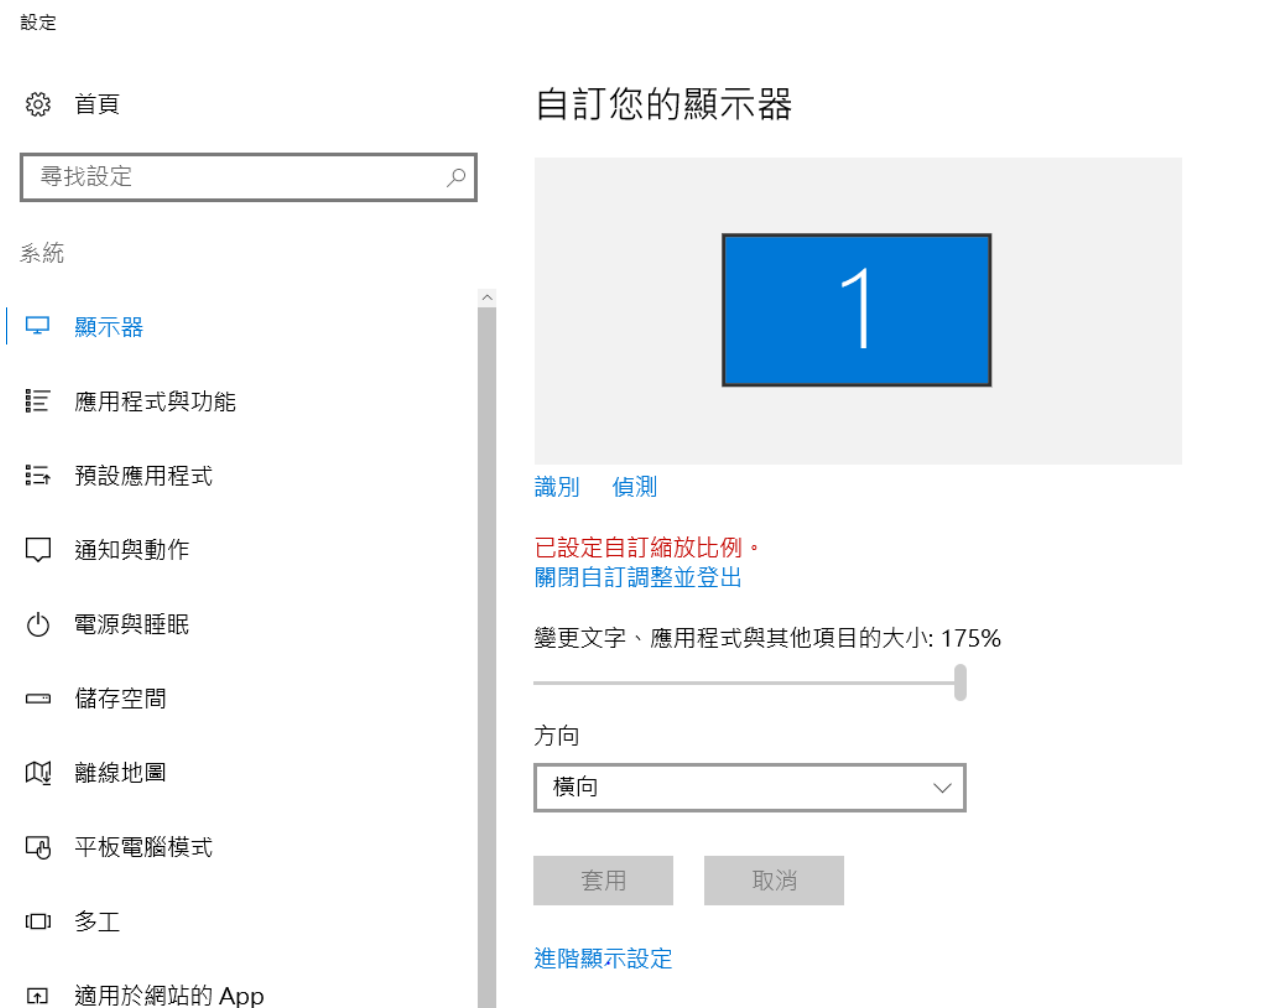 設定
首頁
尋找設定
系統
顯示器
應用程式與功能
預設應用程式
通知與動作
電源與睡眠
儲存空間
離線地圖
平板電腦模式
多工
適用於網站的 App
自訂您的顯示器
1
識別 偵測
已設定自訂縮放比例。
關閉自訂調整並登出
變更文字、應用程式與其他項目的大小: 175%
方向
橫向
套用 取消
進階顯示設定